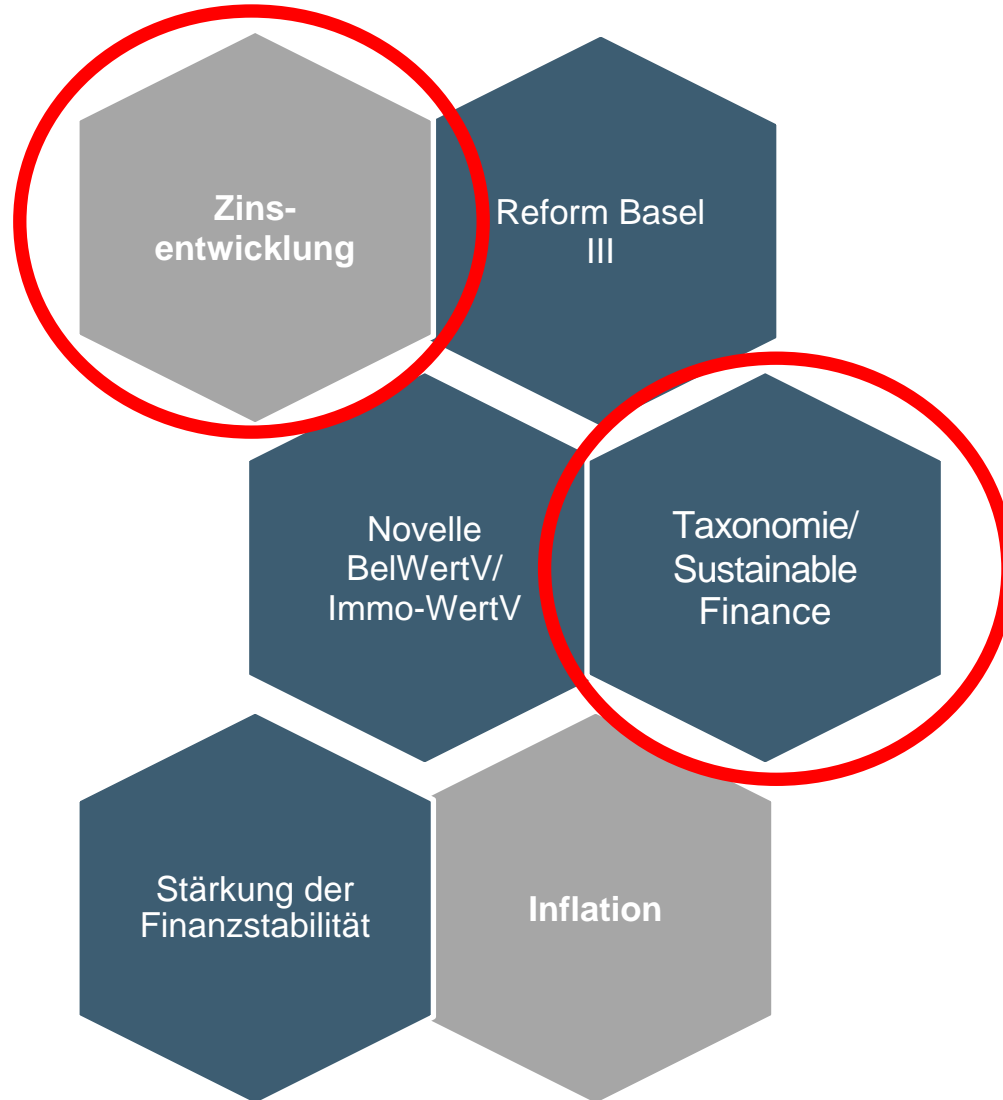 Zins-
entwicklung
Reform Basel
III
Novelle
BelWertV/
Immo-WertV
Taxonomie/
Sustainable
Finance
Stärkung der
Finanzstabilität
Inflation